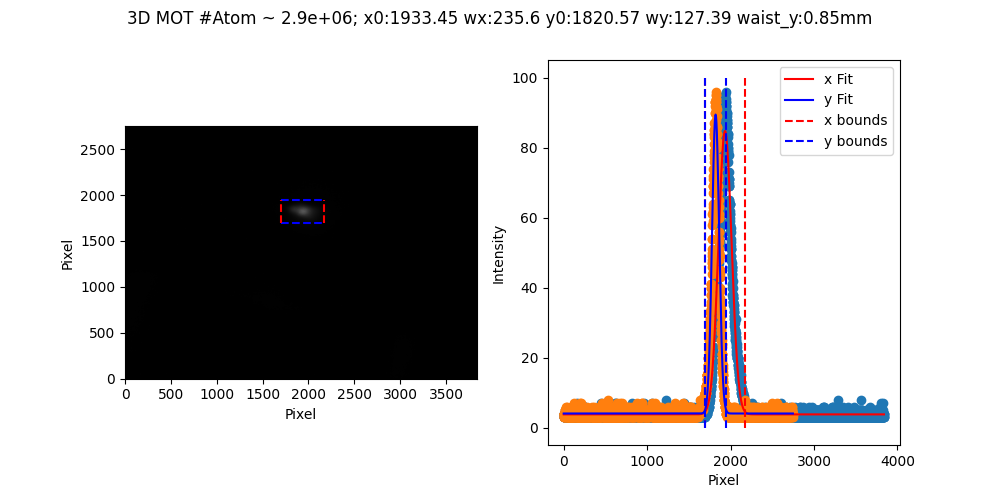 3D MOT #Atom ~ 2.9e+06; x0:1933.45 wx:235.6 y0:1820.57 wy:127.39 waist_y:0.85mm
2500
2000
1500
1000
500
0
Pixel
0 500 1000 1500 2000 2500 3000 3500
Pixel
100
80
60
40
20
0
Intensity
x Fit
y Fit
x bounds
y bounds
0 1000 2000 3000 4000
Pixel